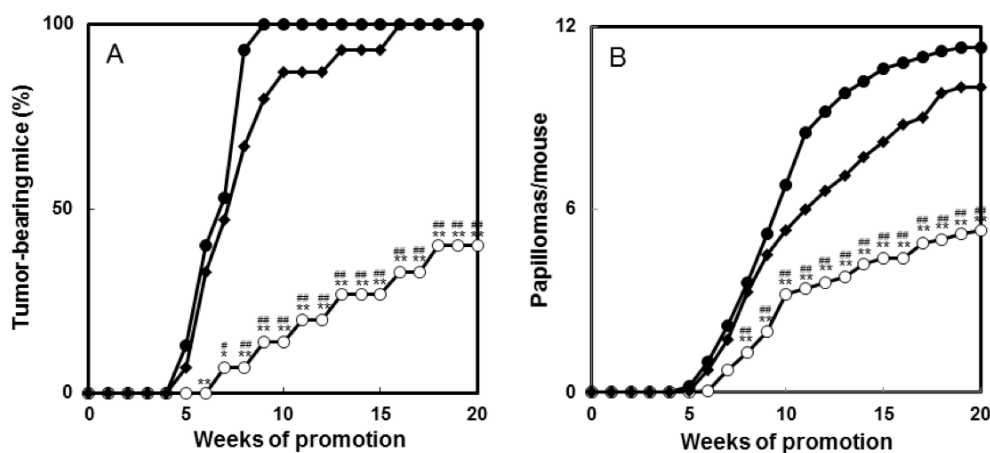 100
A
Tumor-bearing mice (%)
50
## ## ##
** ** **
## ##
** **
## ## ##
** ** **
## ##
** **
## ##
** **
# ##
* **
**
0
0 5 10 15 20
Weeks of promotion
12
B
Papillomas/mouse
6
## ## ## ##
** ** ** **
## ## ##
** ** **
## ## ## ##
** ** ** **
##
**
##
**
0
0 5 10 15 20
Weeks of promotion